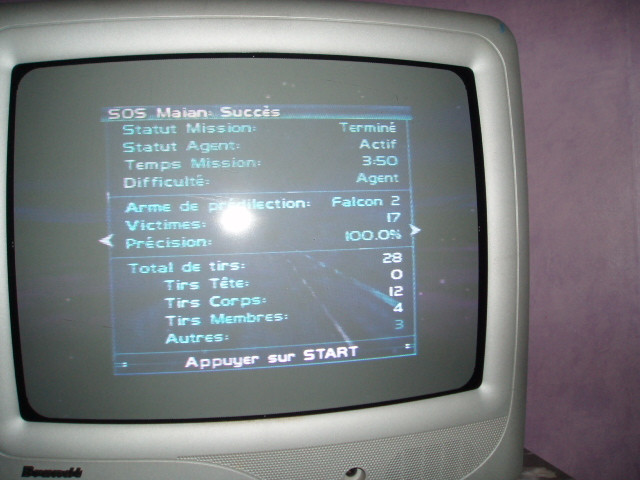 SOS Maian: Succès
Statut Mission: Terminé
Statut Agent: Actif
Temps Mission: 3:50
Difficulté: Agent
Arme de prédilection: Falcon 2
Victimes: 17
Précision: 100.0%
Total de tirs: 28
Tirs Tête: 0
Tirs Corps: 12
Tirs Membres: 4
Autres: 3
Appuyer sur START
Brandt